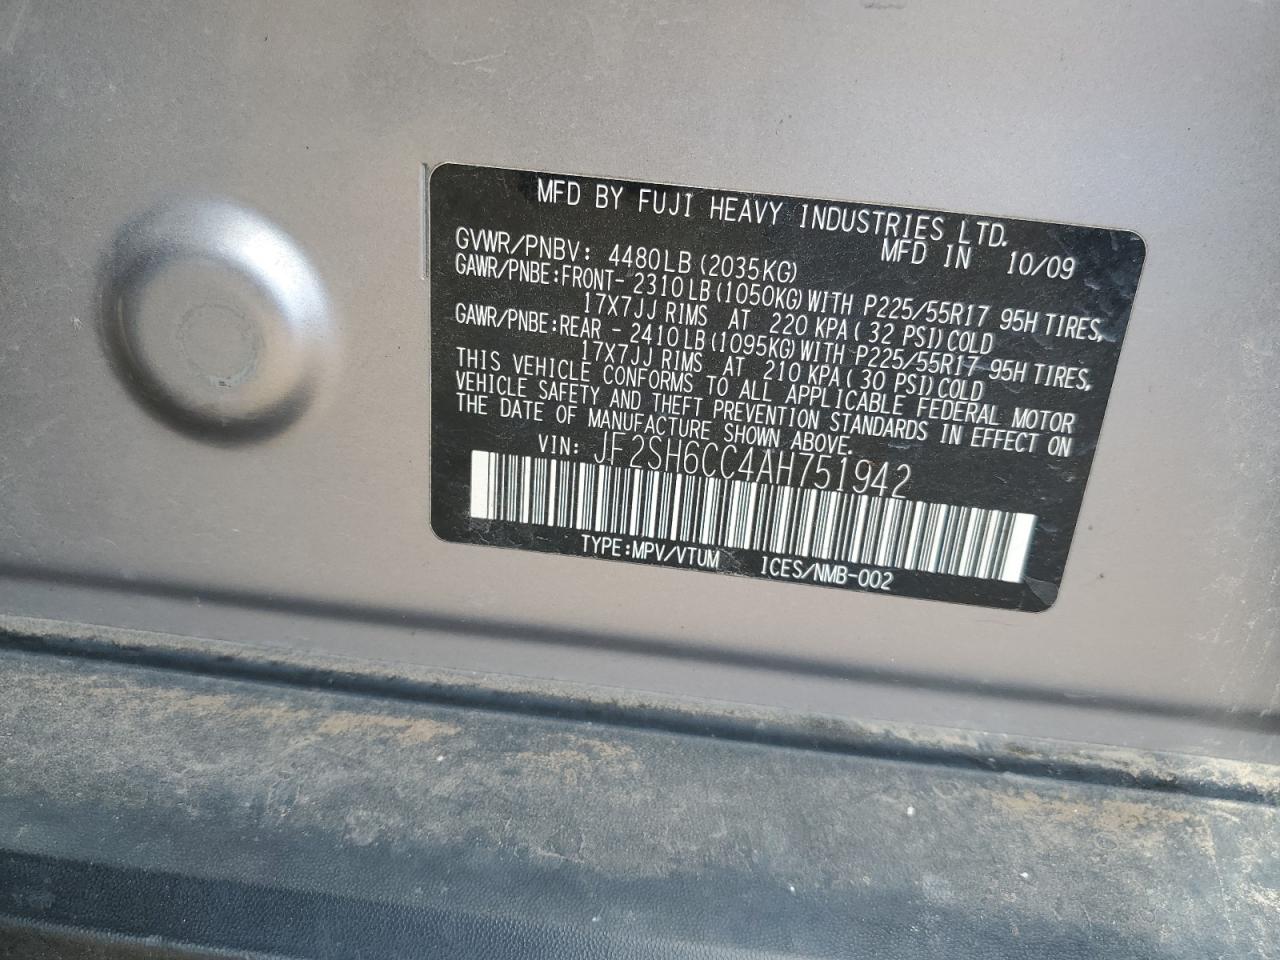 MFD BY FUJI HEAVY INDUSTRIES LTD.
MFD IN 10/09
GVWR/PNBV: 4480LB (2035KG)
GAWR/PNBE:FRONT- 2310LB (1050KG) WITH P225/55R17 95H TIRES,
17X7JJ RIMS AT 220 KPA ( 32 PSI) COLD
GAWR/PNBE:REAR - 2410LB (1095KG) WITH P225/55R17 95H TIRES,
17X7JJ RIMS AT 210 KPA ( 30 PSI) COLD
THIS VEHICLE CONFORMS TO ALL APPLICABLE FEDERAL MOTOR
VEHICLE SAFETY AND THEFT PREVENTION STANDARDS IN EFFECT ON
THE DATE OF MANUFACTURE SHOWN ABOVE.
VIN: JF2SH6CC4AH751942
TYPE:MPV/VTUM ICES/NMB-002